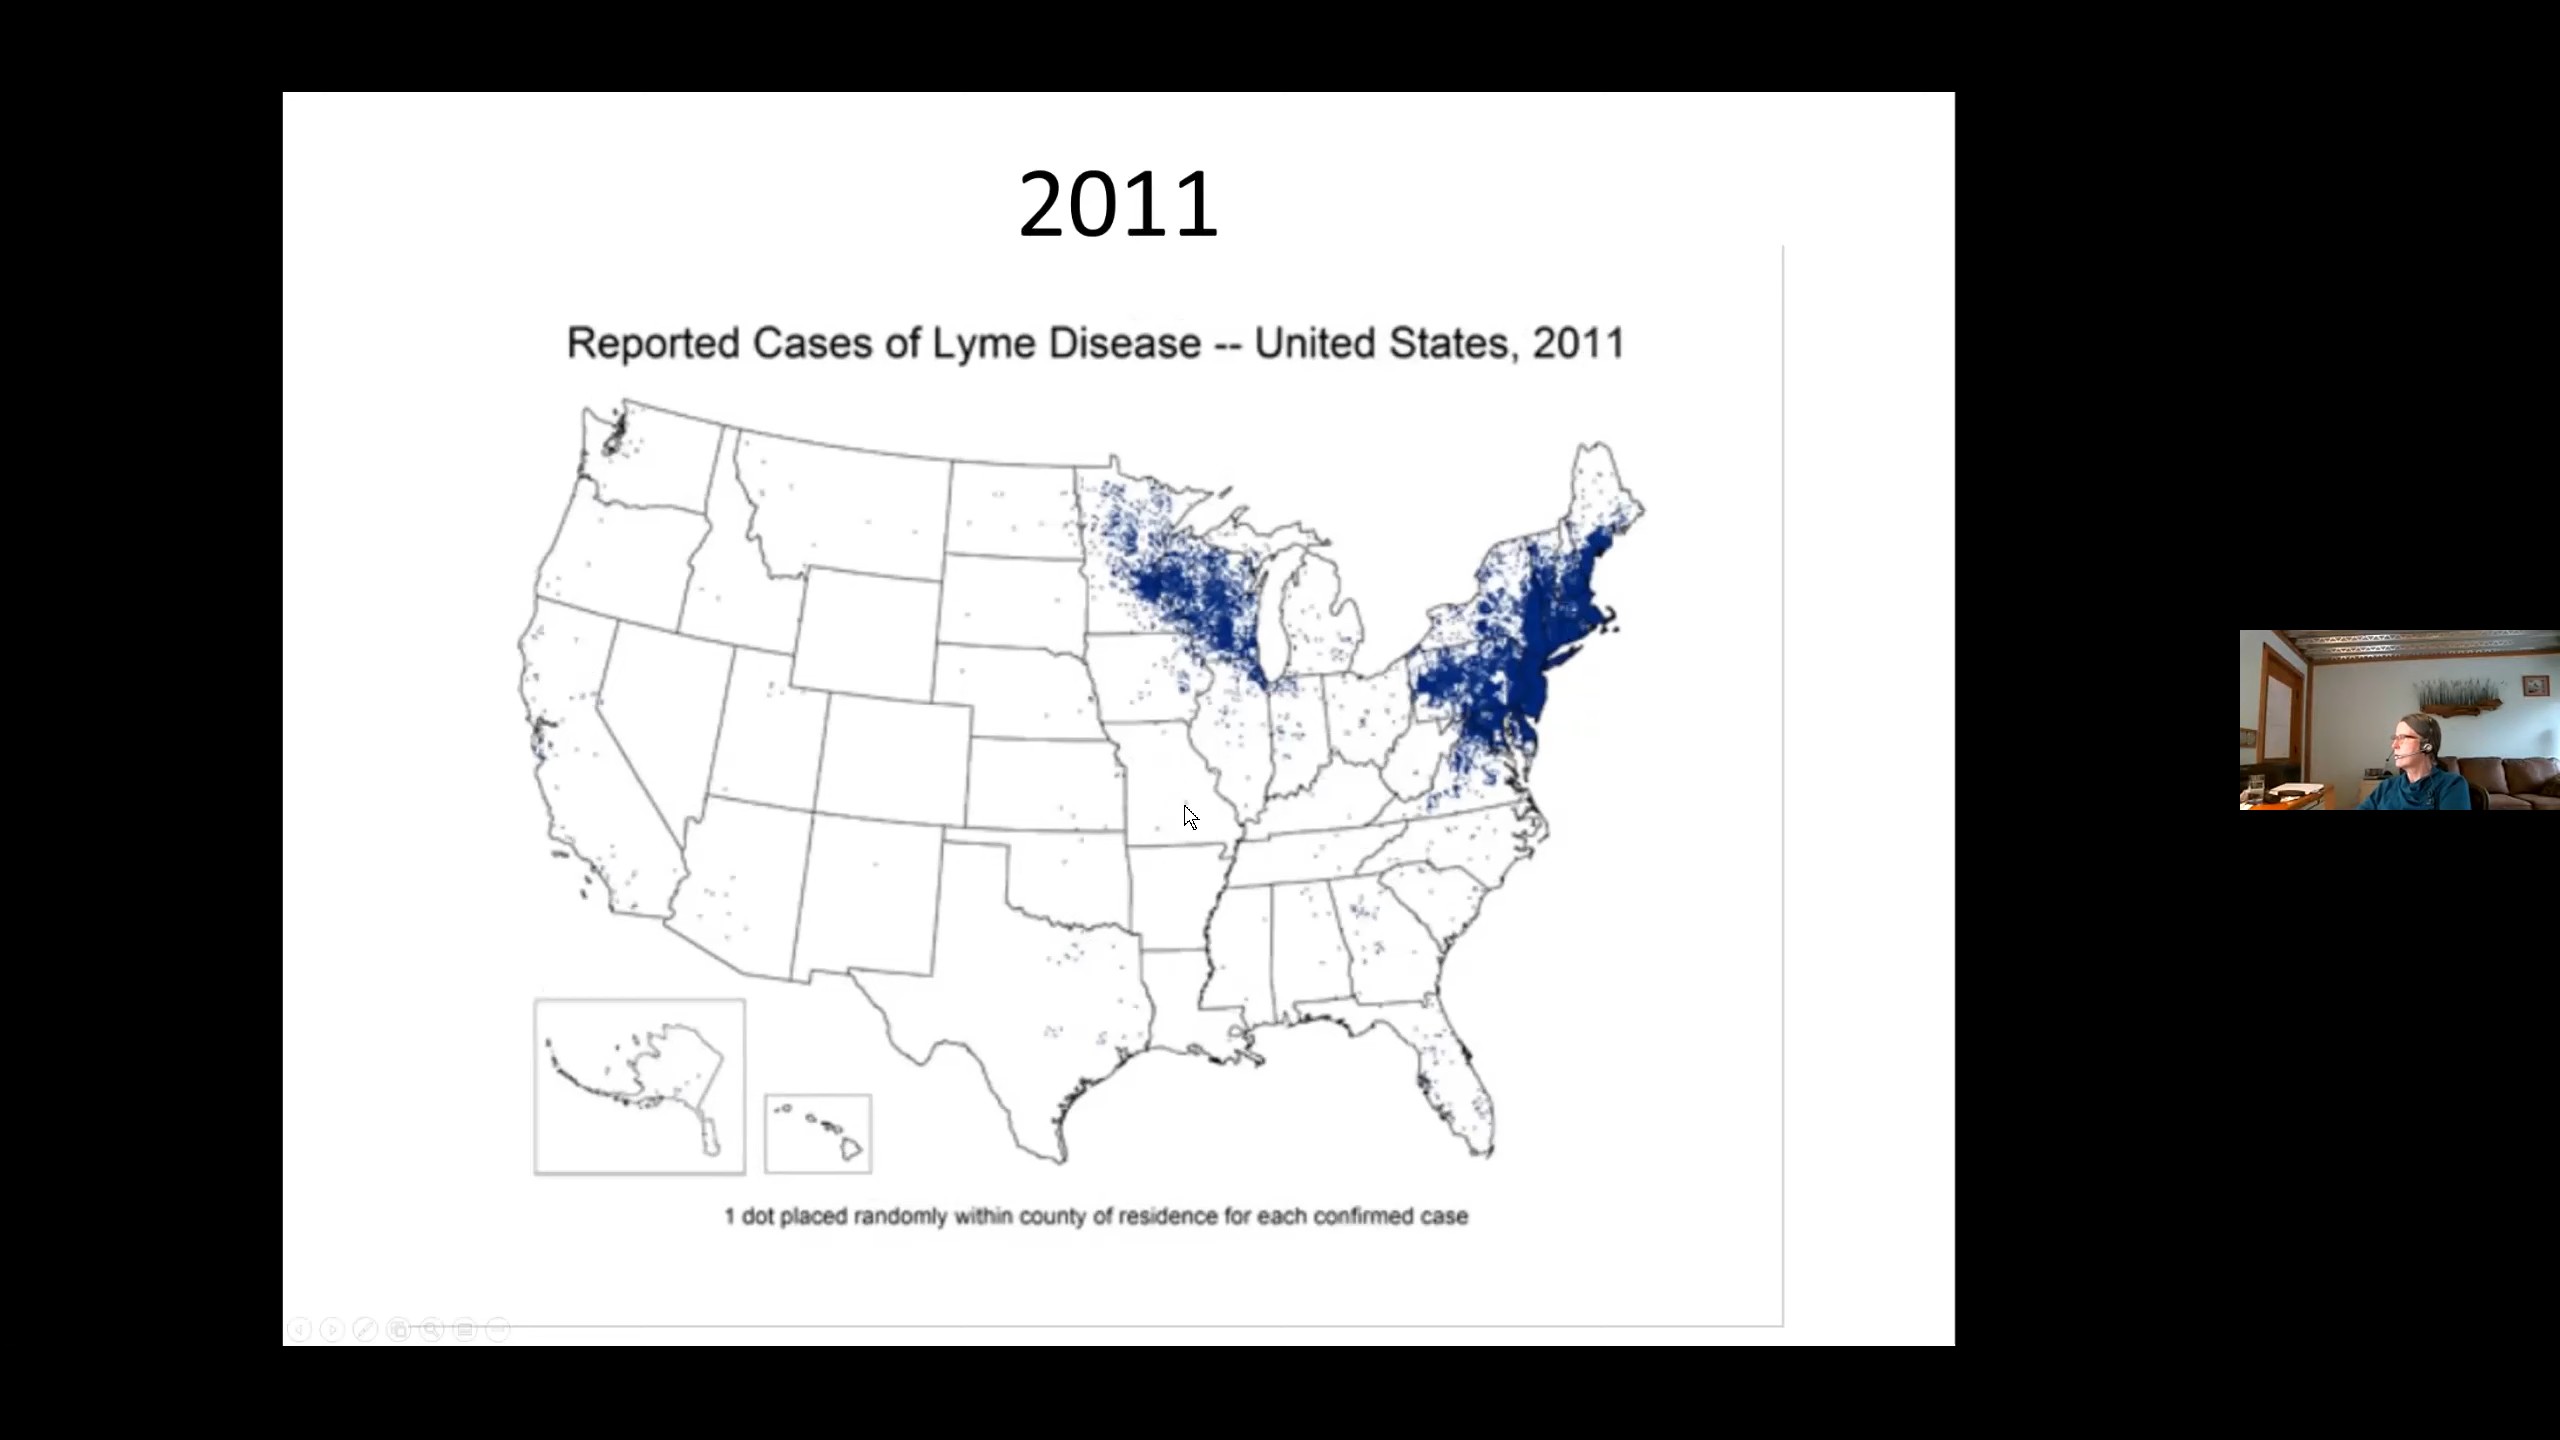 2011
Reported Cases of Lyme Disease -- United States, 2011
1 dot placed randomly within county of residence for each confirmed case